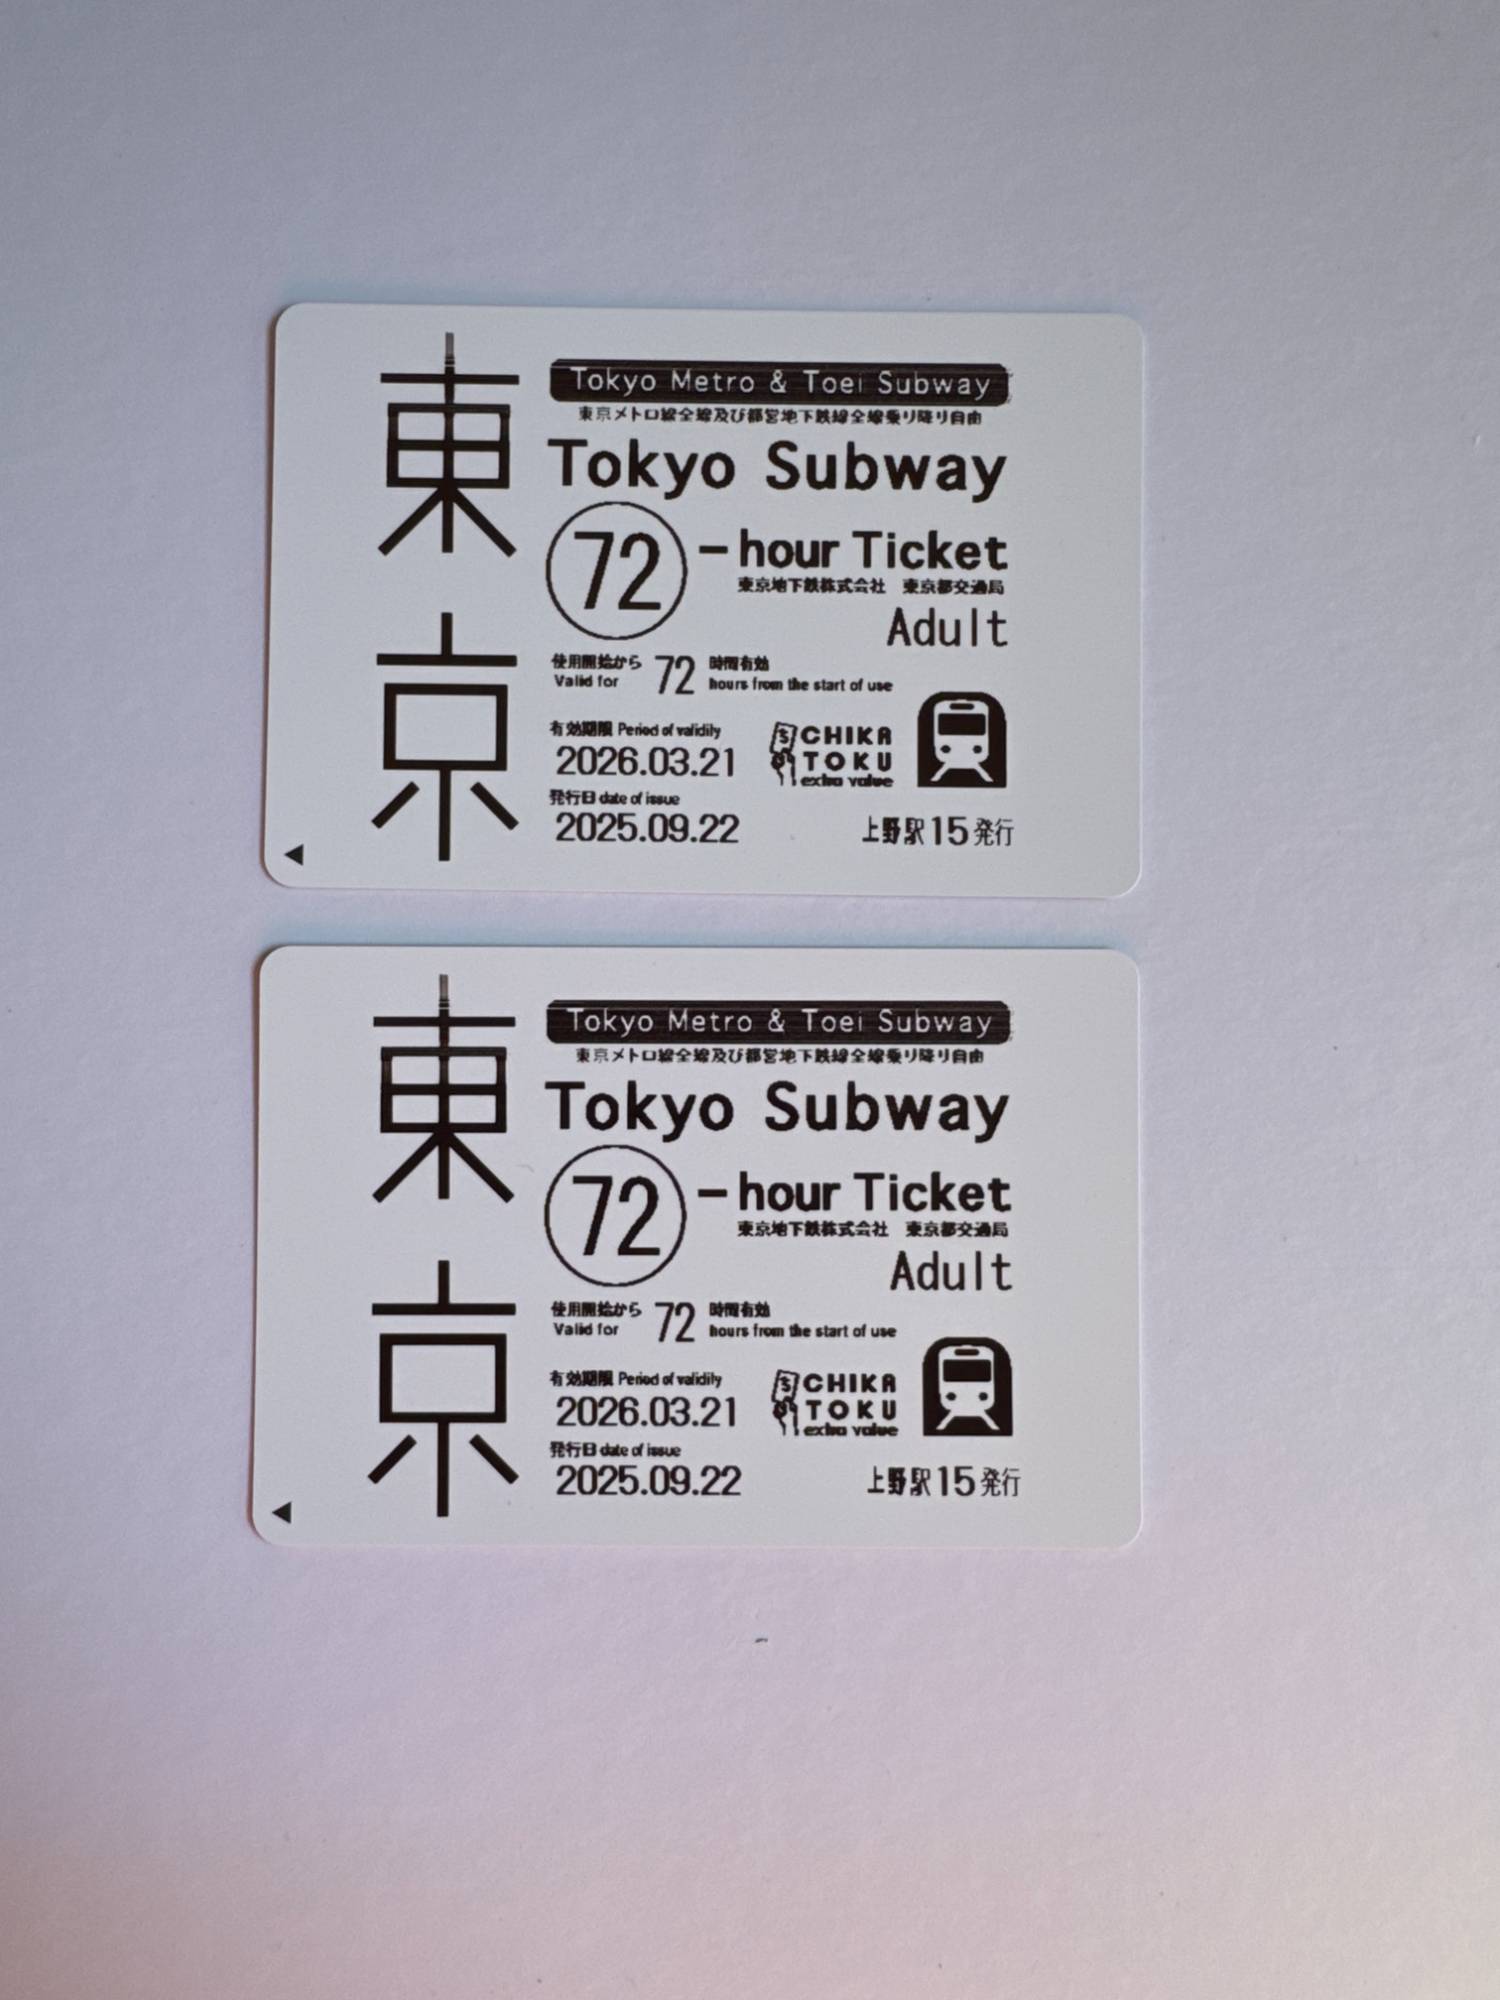 東京
Tokyo Metro & Toei Subway
東京メトロ線全線及び都営地下鉄線全線乗り降り自由
Tokyo Subway
72-hour Ticket
東京地下鉄株式会社 東京都交通局
Adult
使用開始から 72 時間有効
Valid for 72 hours from the start of use
有効期限 Period of validity
2026.03.21
CHIKA
TOKU
extra value
発行日 date of issue
2025.09.22
上野駅15発行
東京
Tokyo Metro & Toei Subway
東京メトロ線全線及び都営地下鉄線全線乗り降り自由
Tokyo Subway
72-hour Ticket
東京地下鉄株式会社 東京都交通局
Adult
使用開始から 72 時間有効
Valid for 72 hours from the start of use
有効期限 Period of validity
2026.03.21
CHIKA
TOKU
extra value
発行日 date of issue
2025.09.22
上野駅15発行